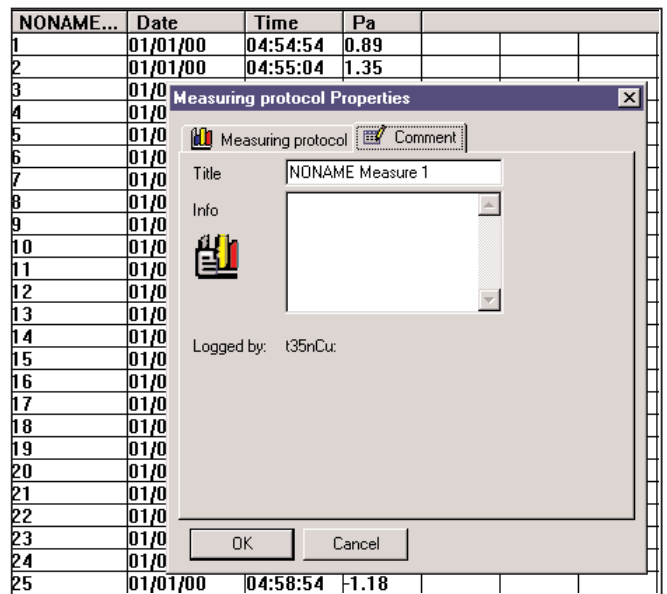 NONAME... Date Time Pa
1 01/01/00 04:54:54 0.89
2 01/01/00 04:55:04 1.35
3 01/0
4 01/0
5 01/0
6 01/0
7 01/0
8 01/0
9 01/0
10 01/0
11 01/0
12 01/0
13 01/0
14 01/0
15 01/0
16 01/0
17 01/0
18 01/0
19 01/0
20 01/0
21 01/0
22 01/0
23 01/0
24 01/0
25 01/01/00 04:58:54 -1.18
Measuring protocol Properties
Measuring protocol Comment
Title NONAME Measure 1
Info
Logged by: t35nCu:
OK Cancel